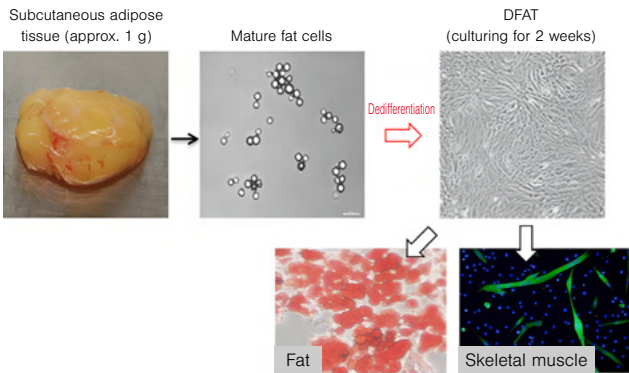 Subcutaneous adipose
tissue (approx. 1 g)
Mature fat cells
DFAT
(culturing for 2 weeks)
Dedifferentiation
Fat
Skeletal muscle